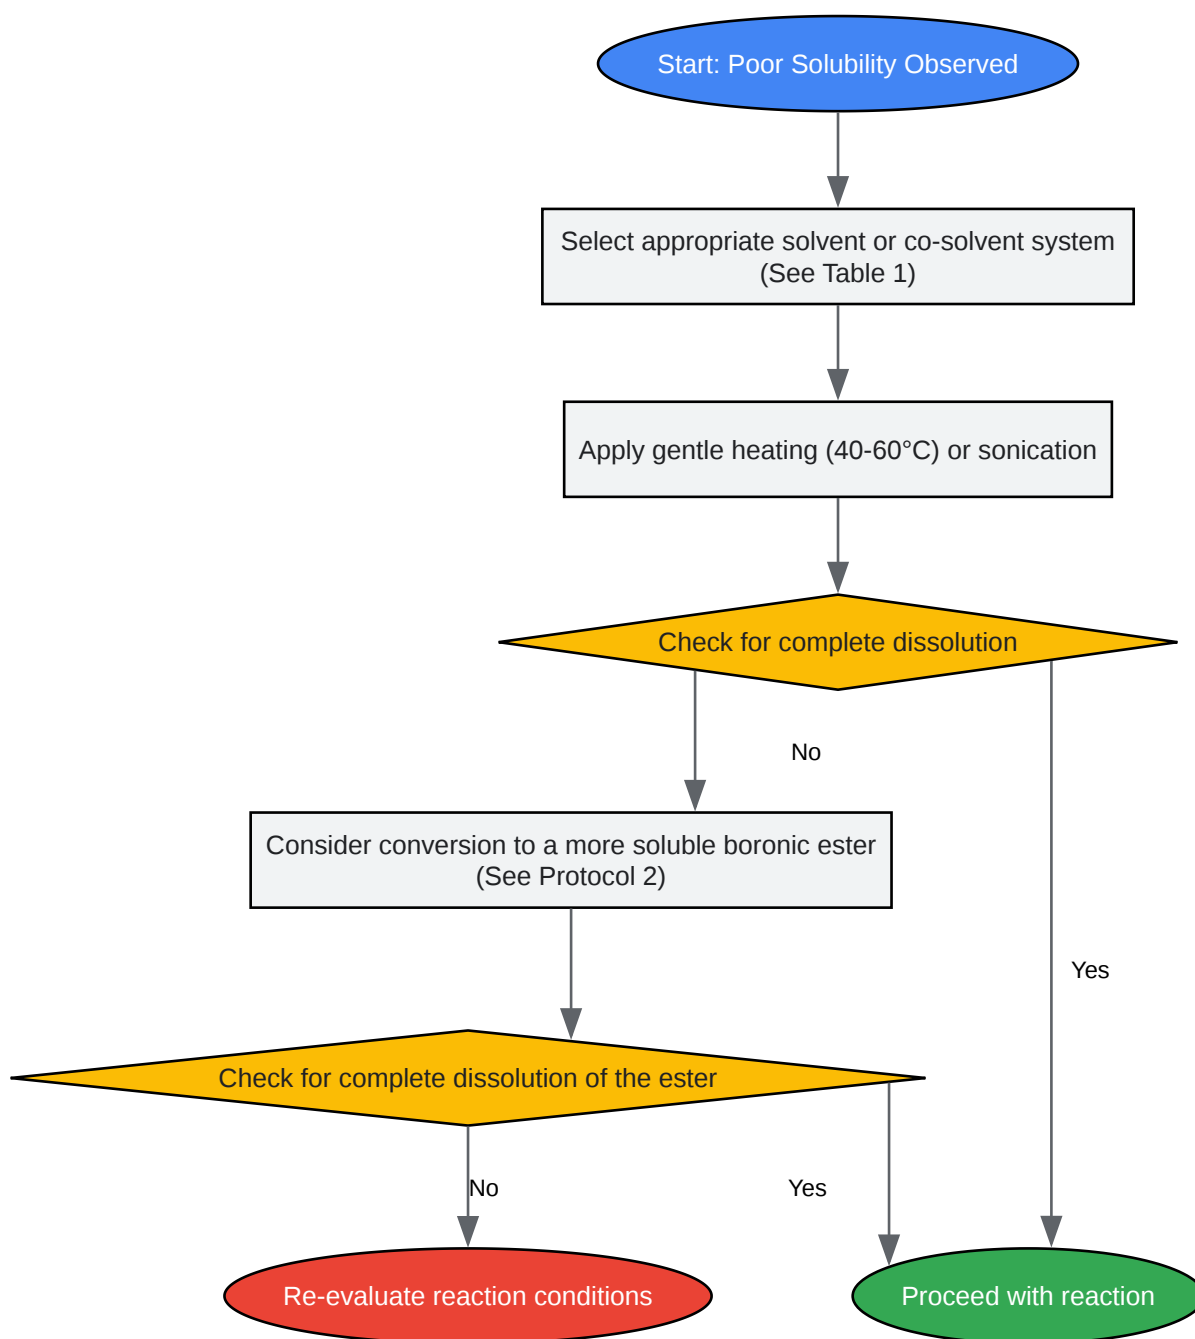 Start: Poor Solubility Observed
Select appropriate solvent or co-solvent system
(See Table 1)
Apply gentle heating (40-60°C) or sonication
Check for complete dissolution
No
Consider conversion to a more soluble boronic ester
(See Protocol 2)
Yes
Check for complete dissolution of the ester
No
Yes
Re-evaluate reaction conditions
Proceed with reaction